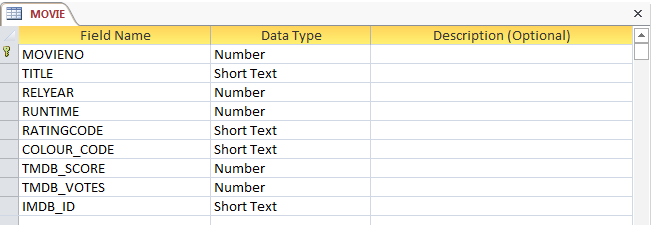 MOVIE
Field Name Data Type Description (Optional)
MOVIENO Number
TITLE Short Text
RELYEAR Number
RUNTIME Number
RATINGCODE Short Text
COLOUR_CODE Short Text
TMDB_SCORE Number
TMDB_VOTES Number
IMDB_ID Short Text